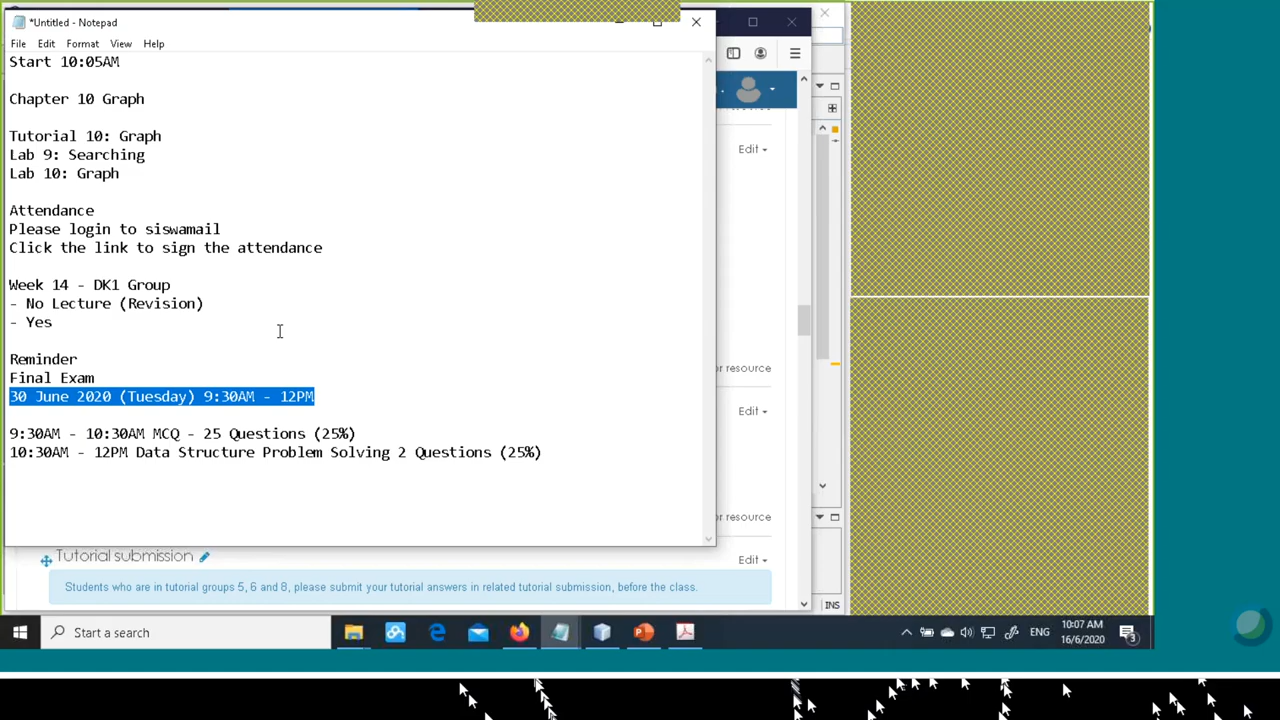 *Untitled - Notepad
File Edit Format View Help
Start 10:05AM
Chapter 10 Graph
Tutorial 10: Graph
Lab 9: Searching
Lab 10: Graph
Attendance
Please login to siswamail
Click the link to sign the attendance
Week 14 - DK1 Group
- No Lecture (Revision)
- Yes
Reminder
Final Exam
30 June 2020 (Tuesday) 9:30AM - 12PM
9:30AM - 10:30AM MCQ - 25 Questions (25%)
10:30AM - 12PM Data Structure Problem Solving 2 Questions (25%)
Edit
or resource
Edit
or resource
Tutorial submission
Edit
Students who are in tutorial groups 5, 6 and 8, please submit your tutorial answers in related tutorial submission, before the class.
INS
Start a search
ENG
10:07 AM
16/6/2020
3